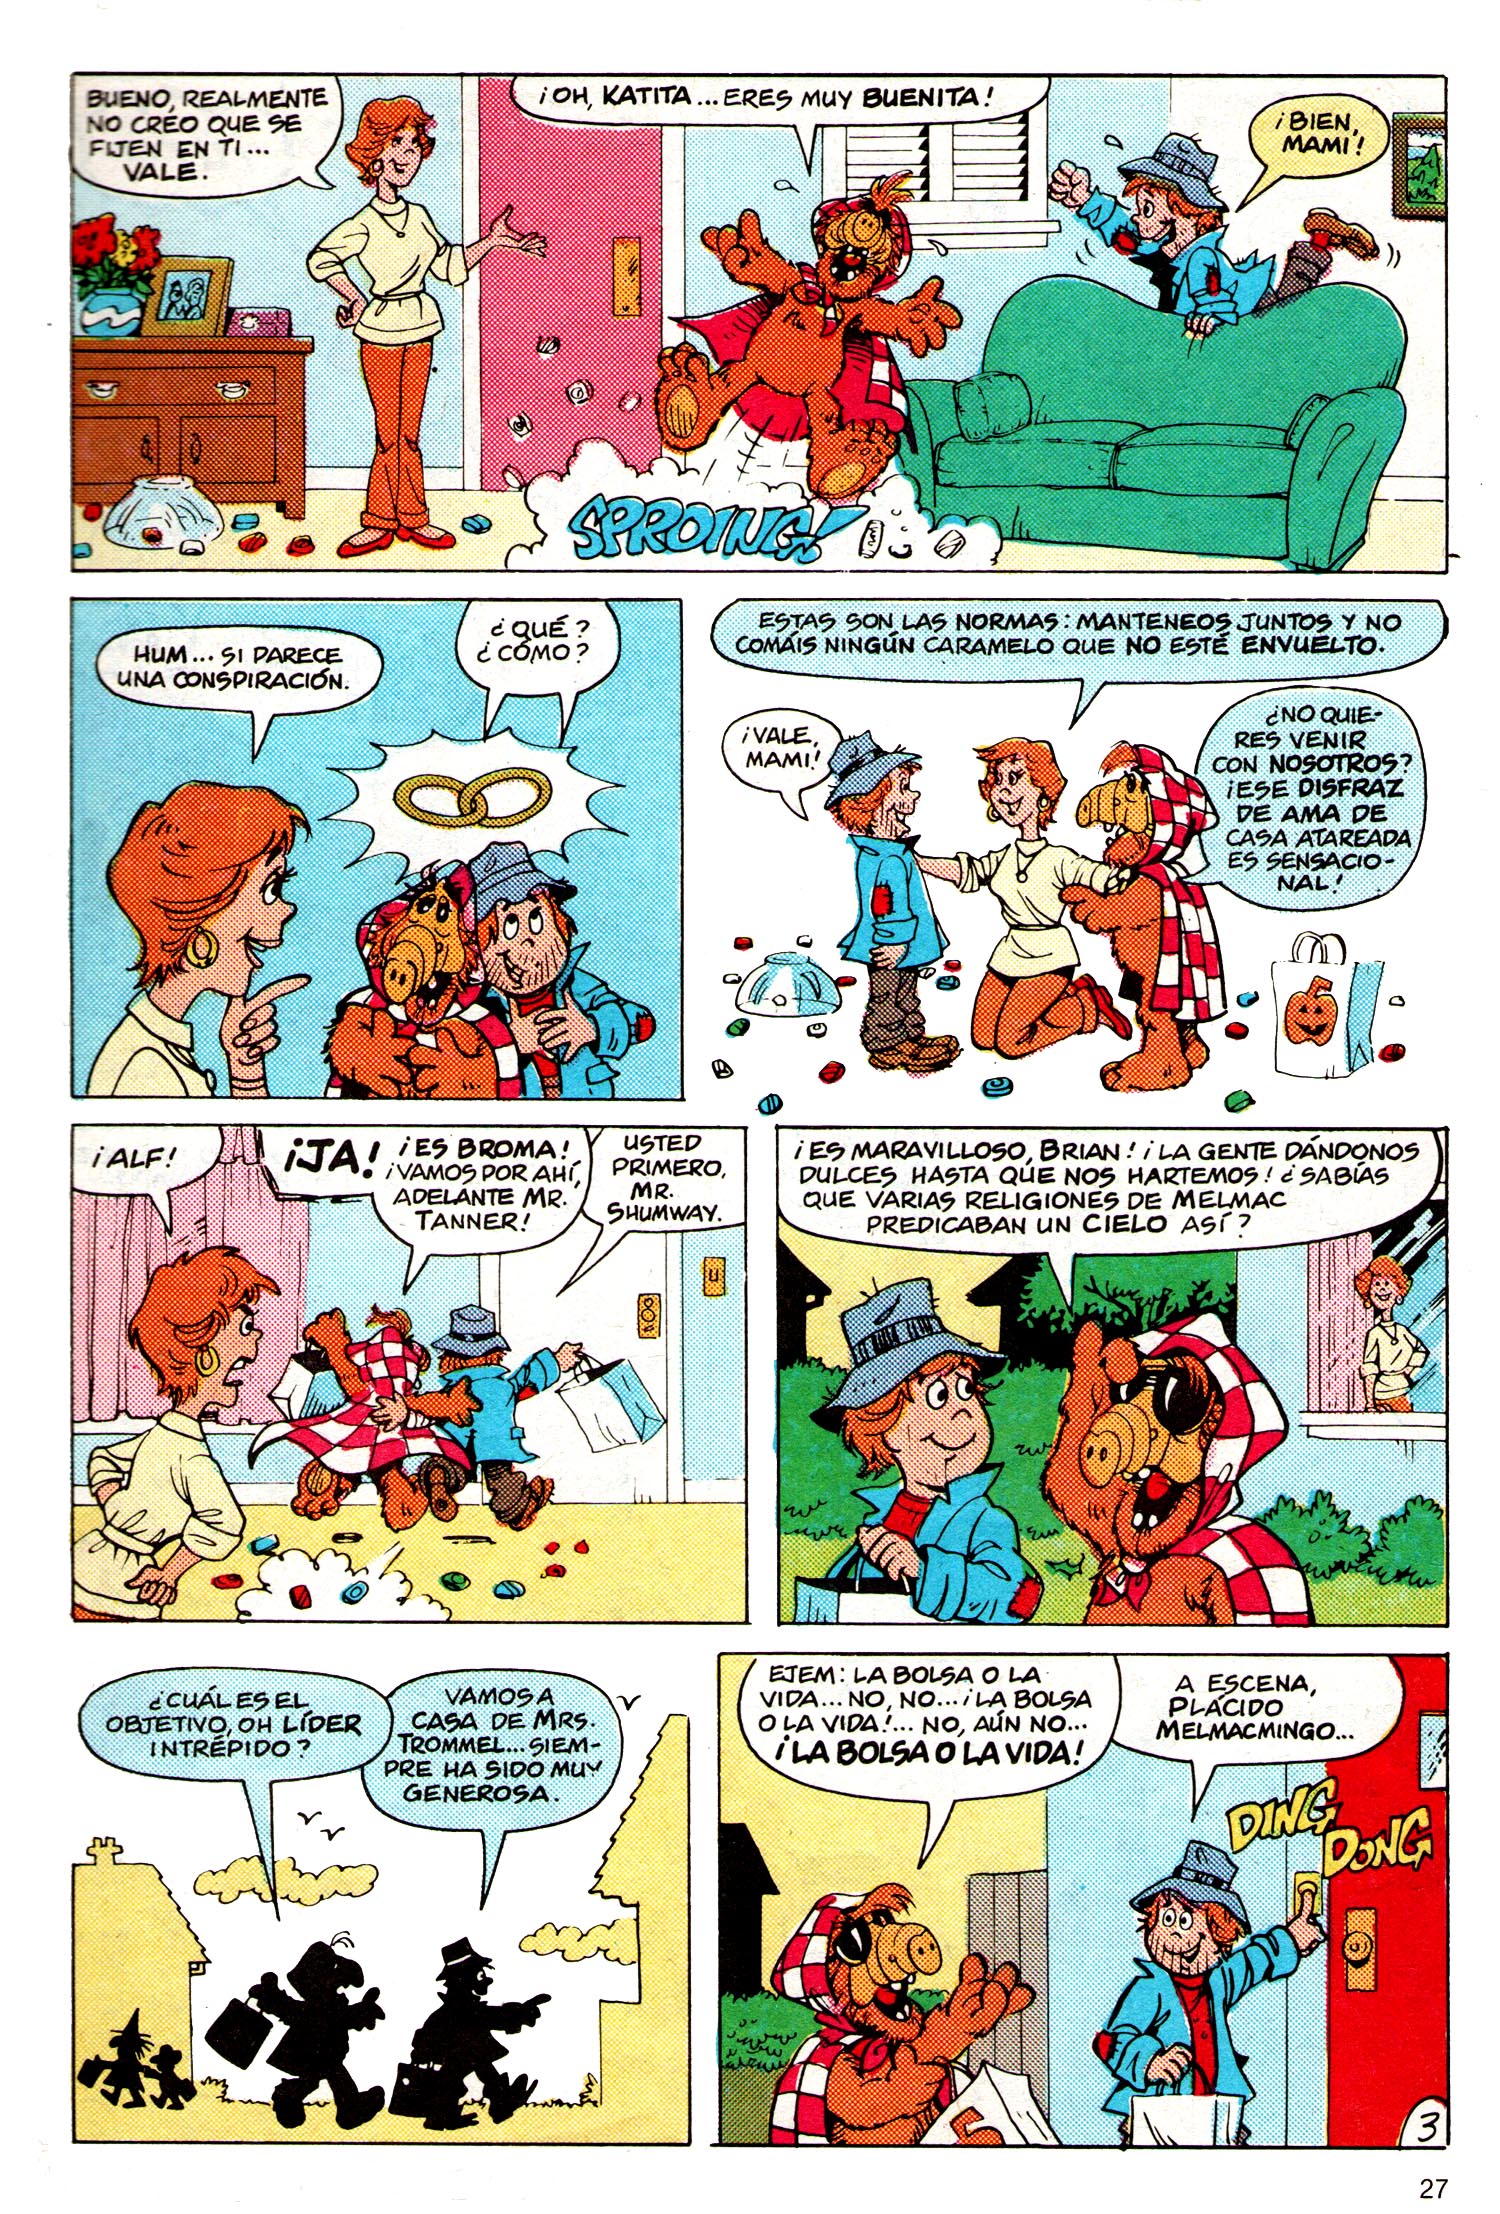 BUENO, REALMENTE
NO CREO QUE SE
FIJEN EN TI...
VALE.
¡OH, KATITA... ERES MUY BUENITA!
¡BIEN,
MAMI!
SPROING!
HUM... SI PARECE
UNA CONSPIRACIÓN.
¿QUÉ?
¿CÓMO?
ESTAS SON LAS NORMAS: MANTENEOS JUNTOS Y NO
COMÁIS NINGÚN CARAMELO QUE NO ESTÉ ENVUELTO.
¡VALE,
MAMI!
¿NO QUIE-
RES VENIR
CON NOSOTROS?
¡ESE DISFRAZ
DE AMA DE
CASA ATAREADA
ES SENSACIO-
NAL!
¡ALF!
¡JA! ¡ES BROMA!
¡VAMOS POR AHÍ,
ADELANTE MR.
TANNER!
USTED
PRIMERO,
MR.
SHUMWAY.
¡ES MARAVILLOSO, BRIAN! ¡LA GENTE DÁNDONOS
DULCES HASTA QUE NOS HARTEMOS! ¿SABÍAS
QUE VARIAS RELIGIONES DE MELMAC
PREDICABAN UN CIELO ASÍ?
¿CUÁL ES EL
OBJETIVO, OH LÍDER
INTRÉPIDO?
VAMOS A
CASA DE MRS.
TROMMEL... SIEM-
PRE HA SIDO MUY
GENEROSA.
EJEM: LA BOLSA O LA
VIDA... NO, NO... ¡LA BOLSA
O LA VIDA!... NO, AÚN NO...
¡LA BOLSA O LA VIDA!
A ESCENA,
PLÁCIDO
MELMACMINGO...
DING
DONG
3
27